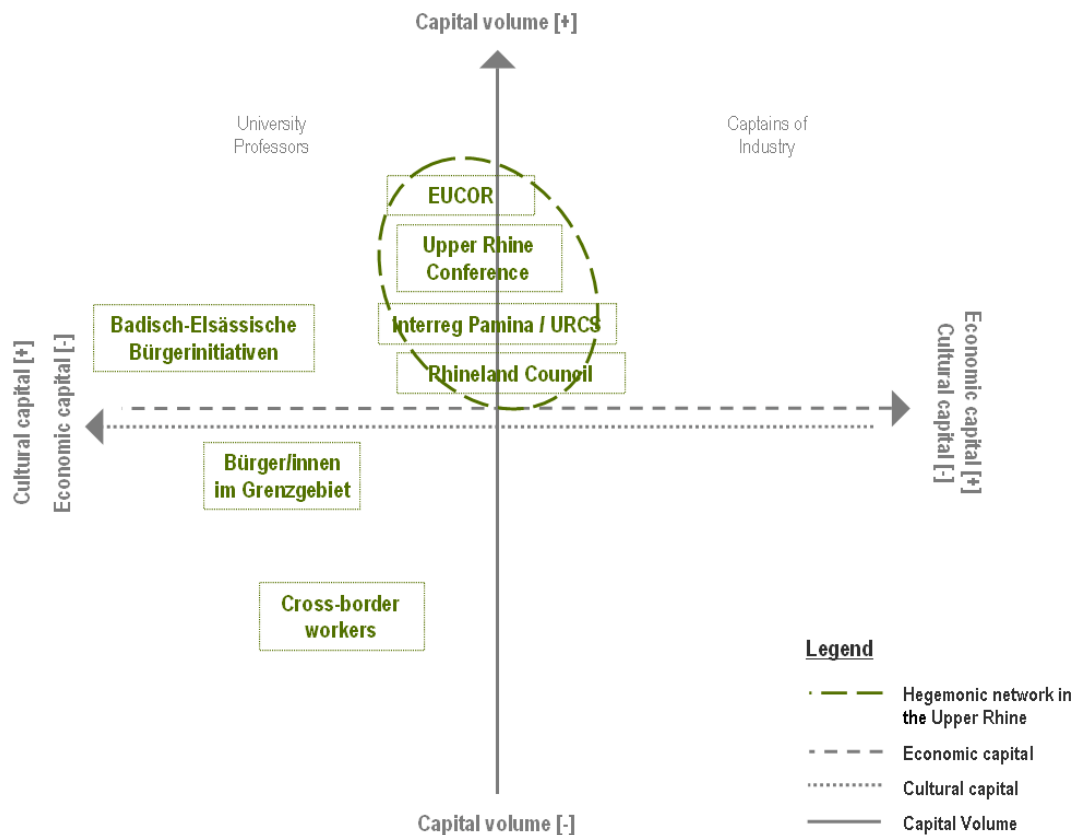 Capital volume [+]
University
Professors
Captains of
Industry
EUCOR
Upper Rhine
Conference
Badisch-Elsässische
Bürgerinitiativen
Interreg Pamina / URCS
Rhineland Council
Cultural capital [+]
Economic capital [-]
Economic capital [+]
Cultural capital [-]
Bürger/innen
im Grenzgebiet
Cross-border
workers
Legend
Hegemonic network in
the Upper Rhine
Economic capital
Cultural capital
Capital Volume
Capital volume [-]